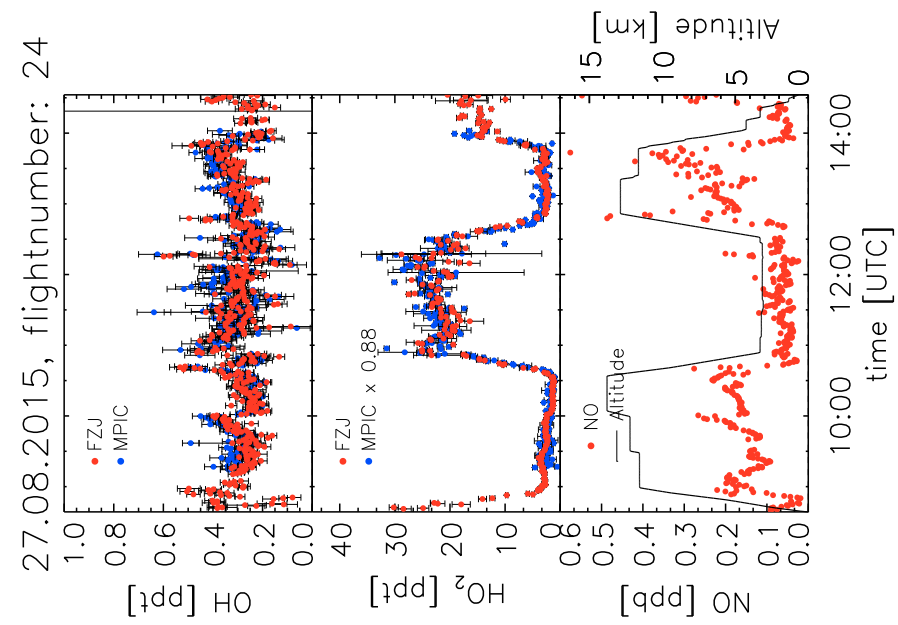 27.08.2015, flightnumber: 24
OH [ppt]
1.0
0.8
0.6
0.4
0.2
0.0
FZJ
MPIC
HO2 [ppt]
40
30
20
10
0
FZJ
MPIC x 0.88
NO [ppb]
0.6
0.5
0.4
0.3
0.2
0.1
0.0
NO
Altitude
15
10
5
0
Altitude [km]
10:00
12:00
14:00
time [UTC]